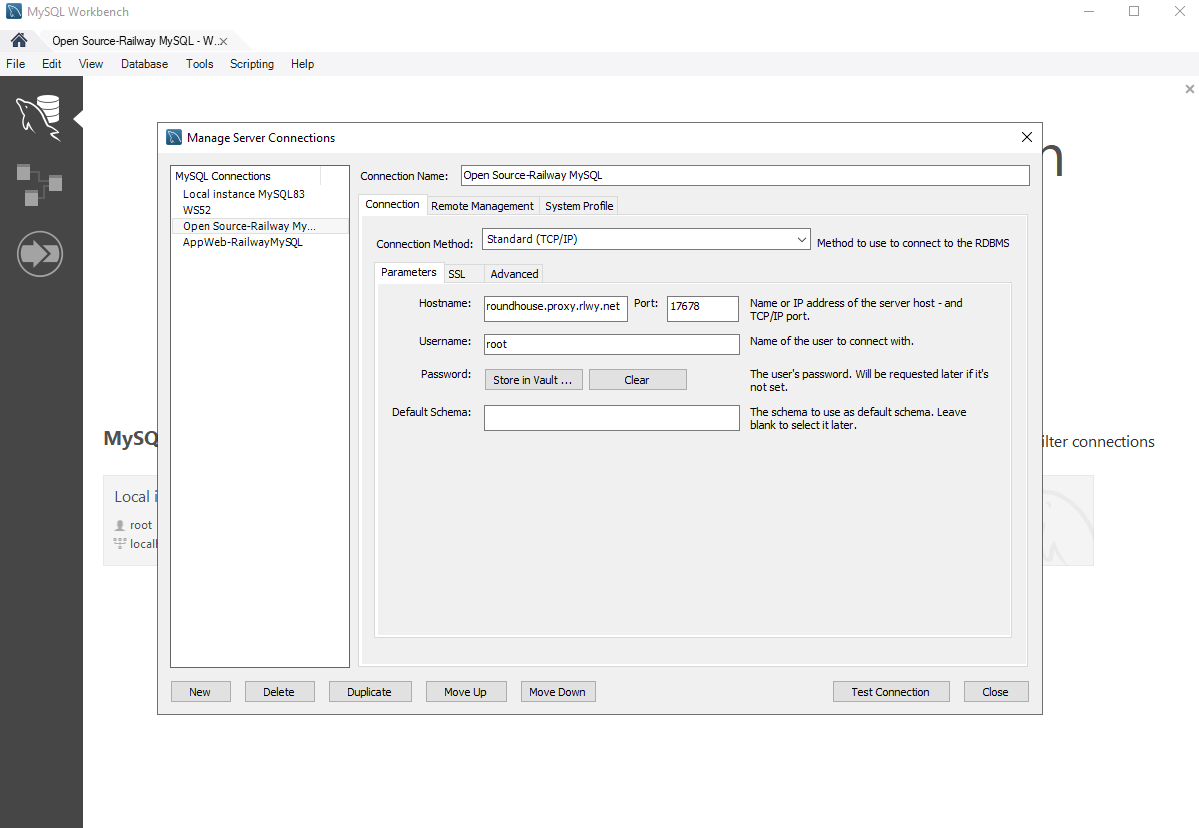 MySQL Workbench
Open Source-Railway MySQL - W...
File Edit View Database Tools Scripting Help
Manage Server Connections
MySQL Connections
Local instance MySQL83
WS52
Open Source-Railway My...
AppWeb-RailwayMySQL
Connection Name: Open Source-Railway MySQL
Connection Remote Management System Profile
Connection Method: Standard (TCP/IP) Method to use to connect to the RDBMS
Parameters SSL Advanced
Hostname: roundhouse.proxy.rlwy.net Port: 17678 Name or IP address of the server host - and
TCP/IP port.
Username: root Name of the user to connect with.
Password: Store in Vault ... Clear The user's password. Will be requested later if it's
not set.
Default Schema: The schema to use as default schema. Leave
blank to select it later.
MySQ
ilter connections
Local i
root
local
New Delete Duplicate Move Up Move Down Test Connection Close